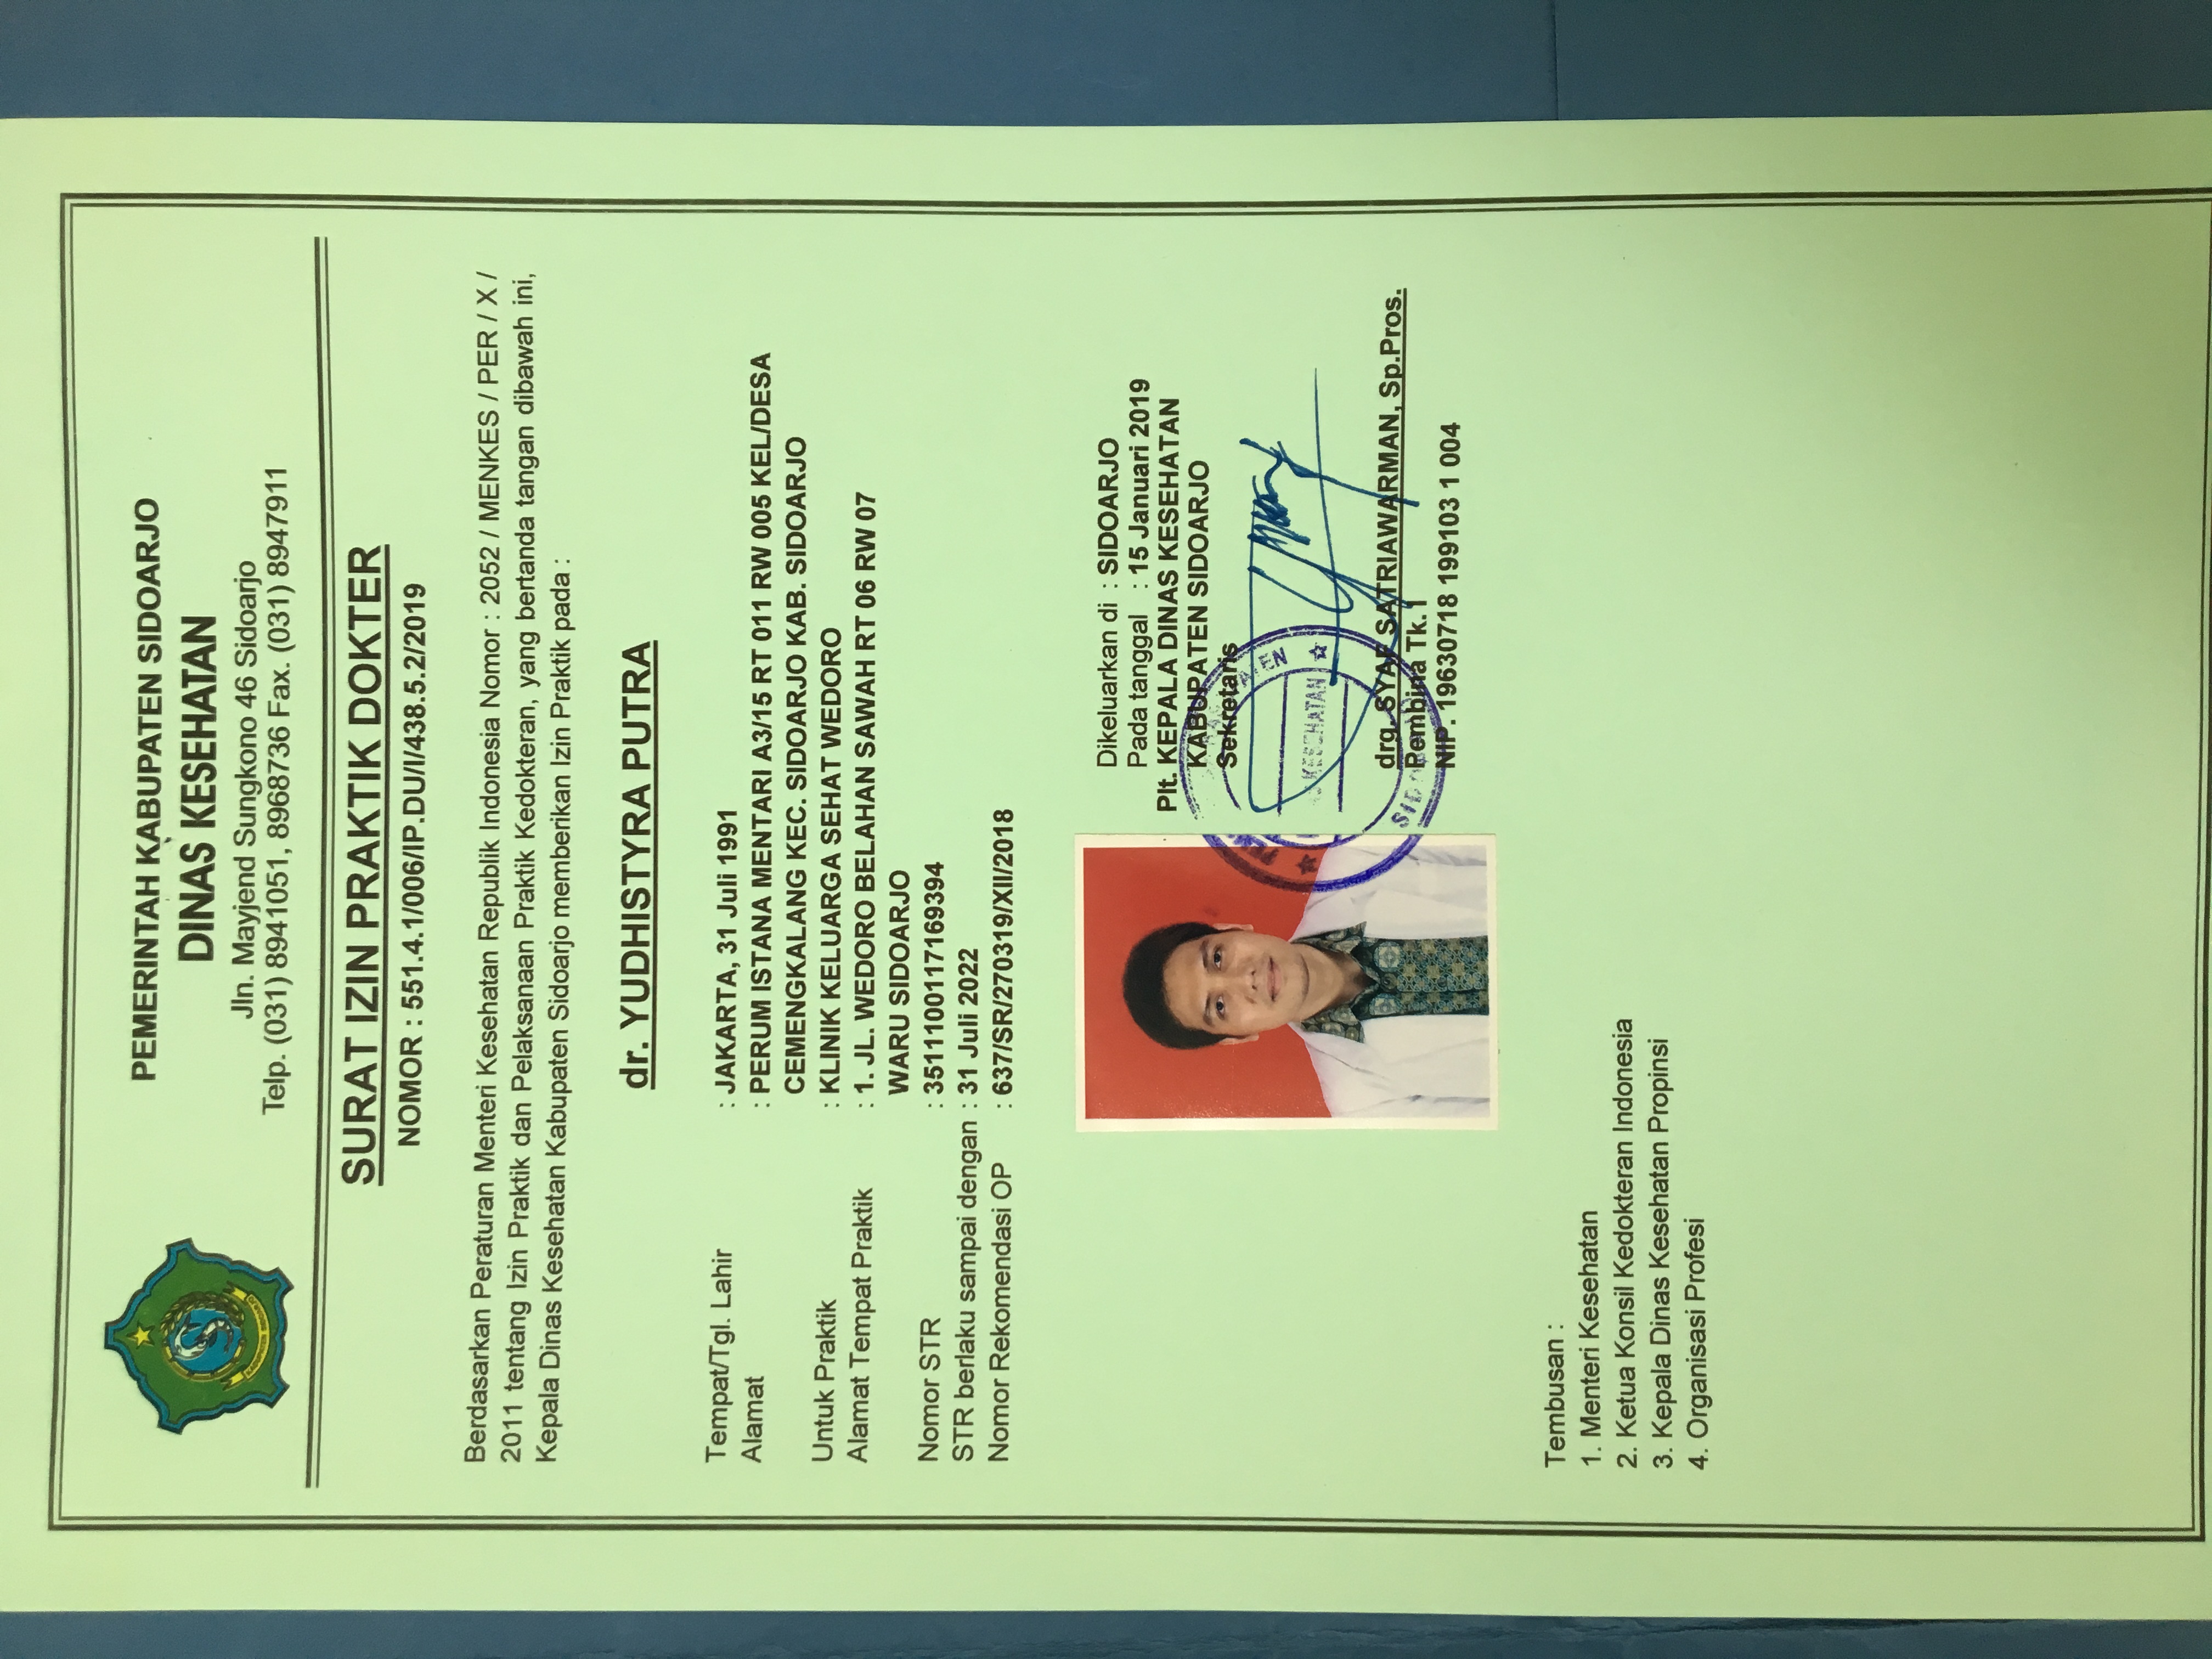 KABUPATEN SIDOARJO
PEMERINTAH KABUPATEN SIDOARJO
DINAS KESEHATAN
Jln. Mayjend Sungkono 46 Sidoarjo
Telp. (031) 8941051, 8968736 Fax. (031) 8947911
SURAT IZIN PRAKTIK DOKTER
NOMOR : 551.4.1/006/IP.DU/I/438.5.2/2019
Berdasarkan Peraturan Menteri Kesehatan Republik Indonesia Nomor : 2052 / MENKES / PER / X /
2011 tentang Izin Praktik dan Pelaksanaan Praktik Kedokteran, yang bertanda tangan dibawah ini,
Kepala Dinas Kesehatan Kabupaten Sidoarjo memberikan Izin Praktik pada :
dr. YUDHISTYRA PUTRA
Tempat/Tgl. Lahir : JAKARTA, 31 Juli 1991
Alamat : PERUM ISTANA MENTARI A3/15 RT 011 RW 005 KEL/DESA
CEMENGKALANG KEC. SIDOARJO KAB. SIDOARJO
Untuk Praktik : KLINIK KELUARGA SEHAT WEDORO
Alamat Tempat Praktik : 1. JL. WEDORO BELAHAN SAWAH RT 06 RW 07
WARU SIDOARJO
Nomor STR : 3511100117169394
STR berlaku sampai dengan : 31 Juli 2022
Nomor Rekomendasi OP : 637/SR/270319/XII/2018
Dikeluarkan di : SIDOARJO
Pada tanggal : 15 Januari 2019
Plt. KEPALA DINAS KESEHATAN
KABUPATEN SIDOARJO
Sekretaris
KESEHATAN
drg. SYAF SATRIAWARMAN, Sp.Pros.
Pembina Tk. I
NIP. 19630718 199103 1 004
Tembusan :
1. Menteri Kesehatan
2. Ketua Konsil Kedokteran Indonesia
3. Kepala Dinas Kesehatan Propinsi
4. Organisasi Profesi